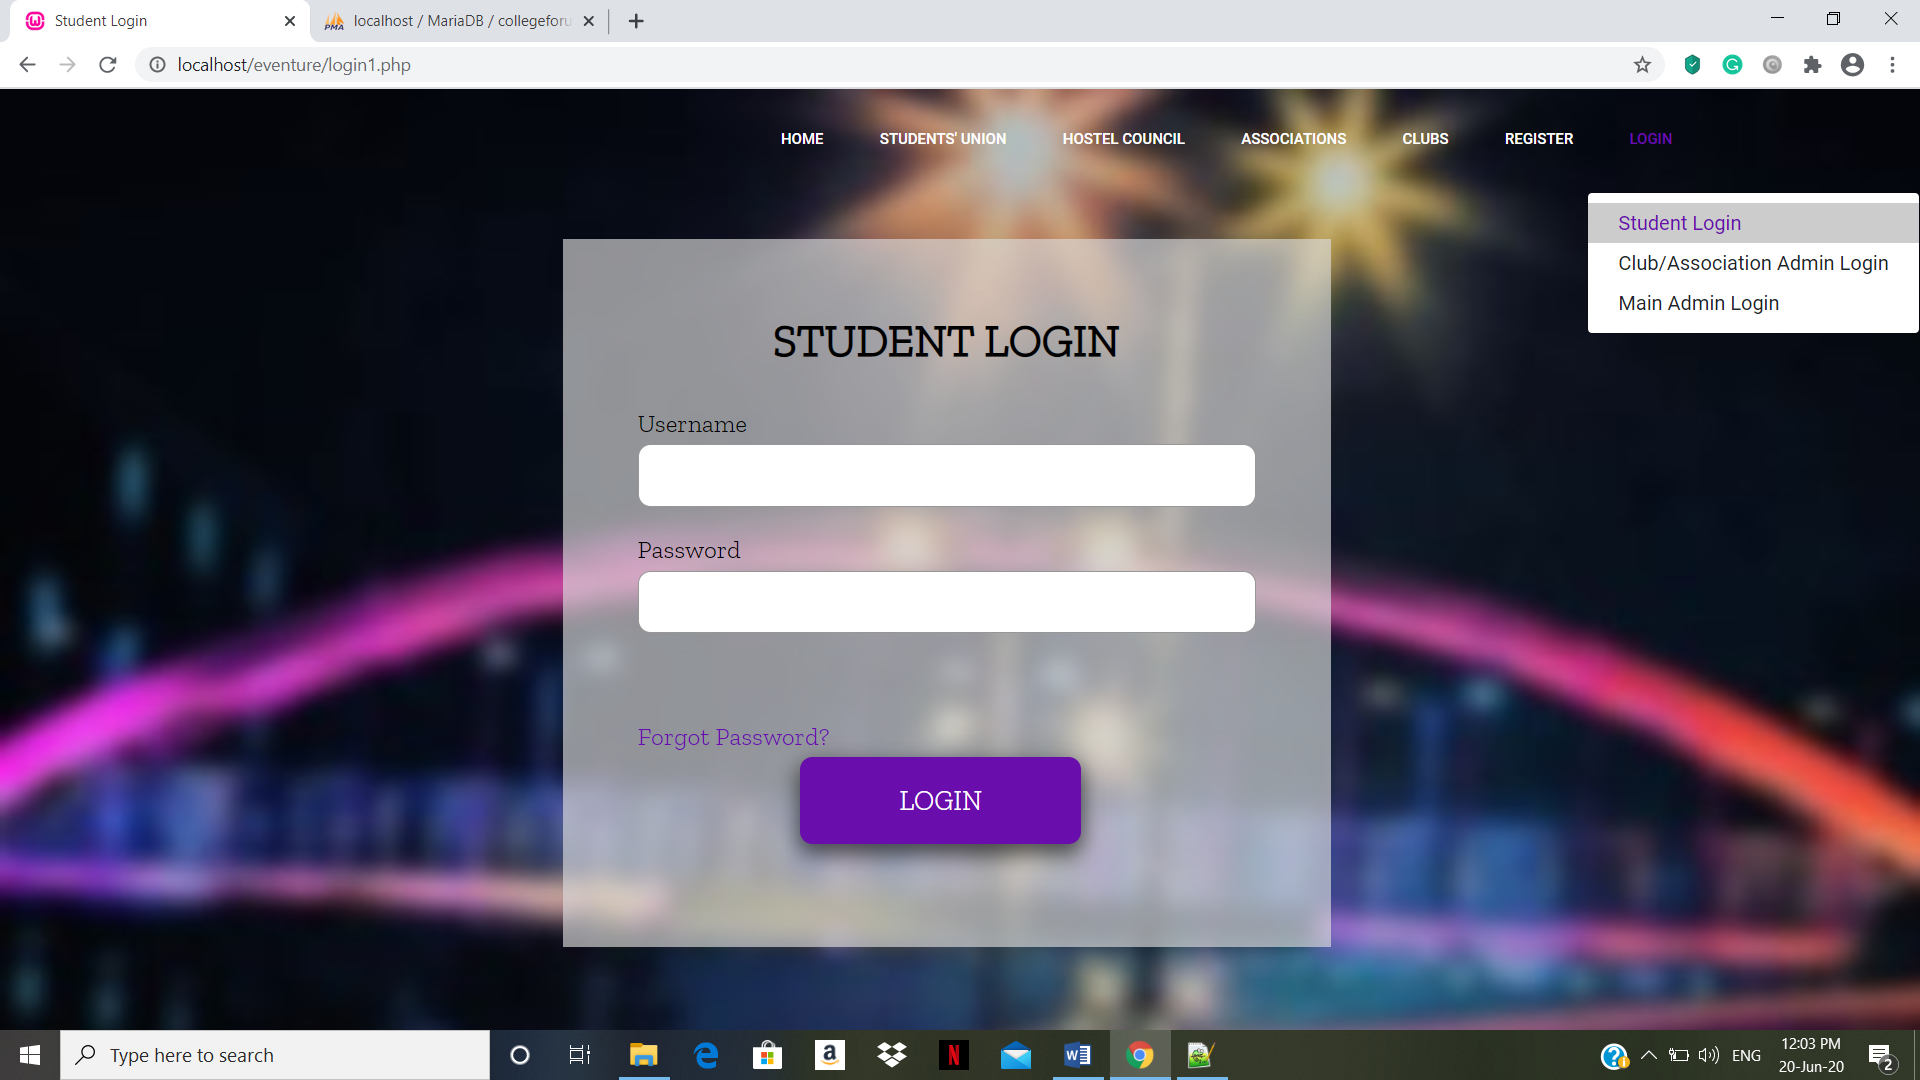 Student Login
localhost / MariaDB / collegeforu
localhost/eventure/login1.php
HOME STUDENTS' UNION HOSTEL COUNCIL ASSOCIATIONS CLUBS REGISTER LOGIN
Student Login
Club/Association Admin Login
Main Admin Login
STUDENT LOGIN
Username
Password
Forgot Password?
LOGIN
Type here to search
ENG
12:03 PM
20-Jun-20
2